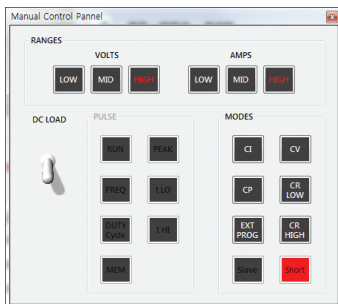 Manual Control Pannel
RANGES
VOLTS
AMPS
LOW
MID
HIGH
LOW
MID
HIGH
DC LOAD
PULSE
RUN
PEAK
FREQ
t LO
DUTY
Cycle
t HI
MEM
MODES
CI
CV
CP
CR
LOW
EXT
PROG
CR
HIGH
Slave
Short